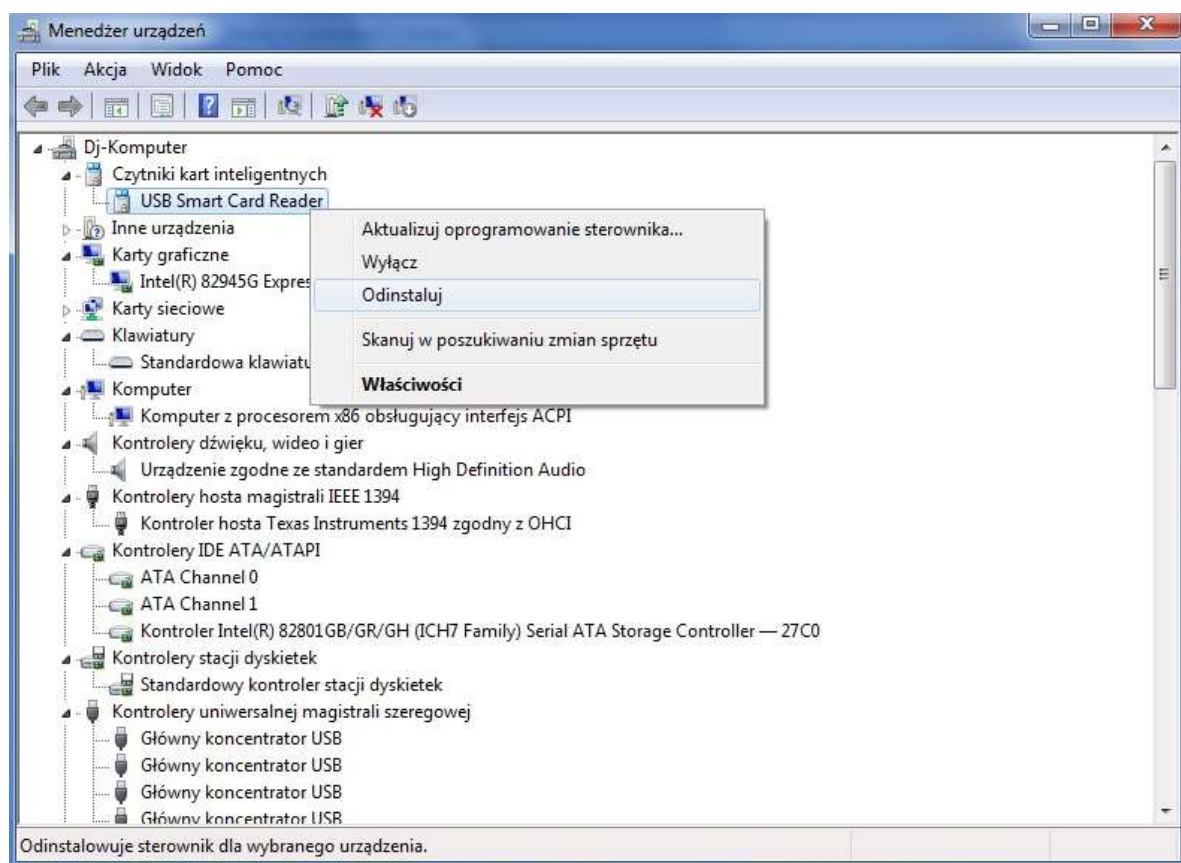 Menedżer urządzeń
Plik Akcja Widok Pomoc
Dj-Komputer
Czytniki kart inteligentnych
USB Smart Card Reader
Inne urządzenia
Karty graficzne
Intel(R) 82945G
Karty sieciowe
Klawiatury
Standardowa
Komputer
Komputer z procesorem x86 obsługujący interfejs ACPI
Kontrolery dźwięku, wideo i gier
Urządzenie zgodne ze standardem High Definition Audio
Kontrolery hosta magistrali IEEE 1394
Kontroler hosta Texas Instruments 1394 zgodny z OHCI
Kontrolery IDE ATA/ATAPI
ATA Channel 0
ATA Channel 1
Kontroler Intel(R) 82801GB/GR/GH (ICH7 Family) Serial ATA Storage Controller — 27C0
Kontrolery stacji dyskietek
Standardowy kontroler stacji dyskietek
Kontrolery uniwersalnej magistrali szeregowej
Główny koncentrator USB
Główny koncentrator USB
Główny koncentrator USB
Główny koncentrator USB
Aktualizuj oprogramowanie sterownika...
Wyłącz
Odinstaluj
Skanuj w poszukiwaniu zmian sprzętu
Właściwości
Odinstalowuje sterownik dla wybranego urządzenia.